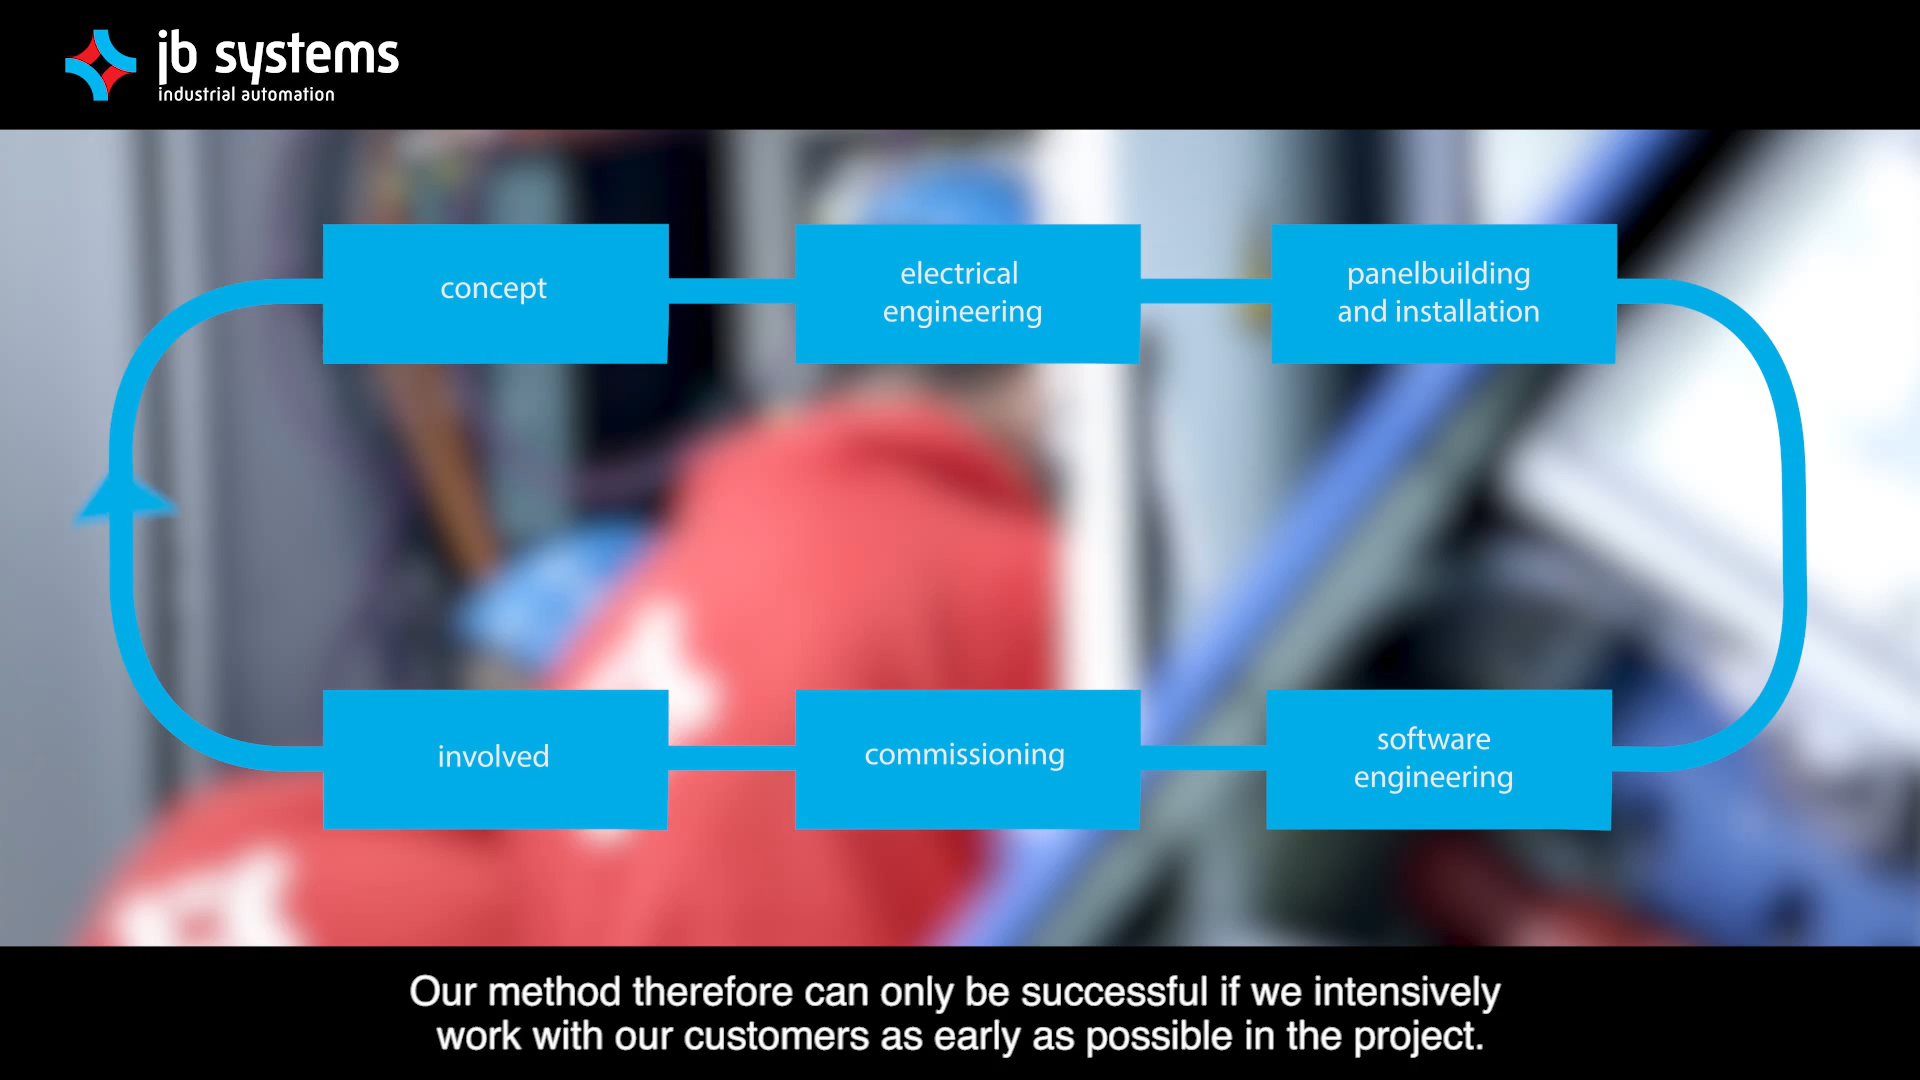 jb systems
industrial automation
concept
electrical
engineering
panelbuilding
and installation
involved
commissioning
software
engineering
Our method therefore can only be successful if we intensively
work with our customers as early as possible in the project.